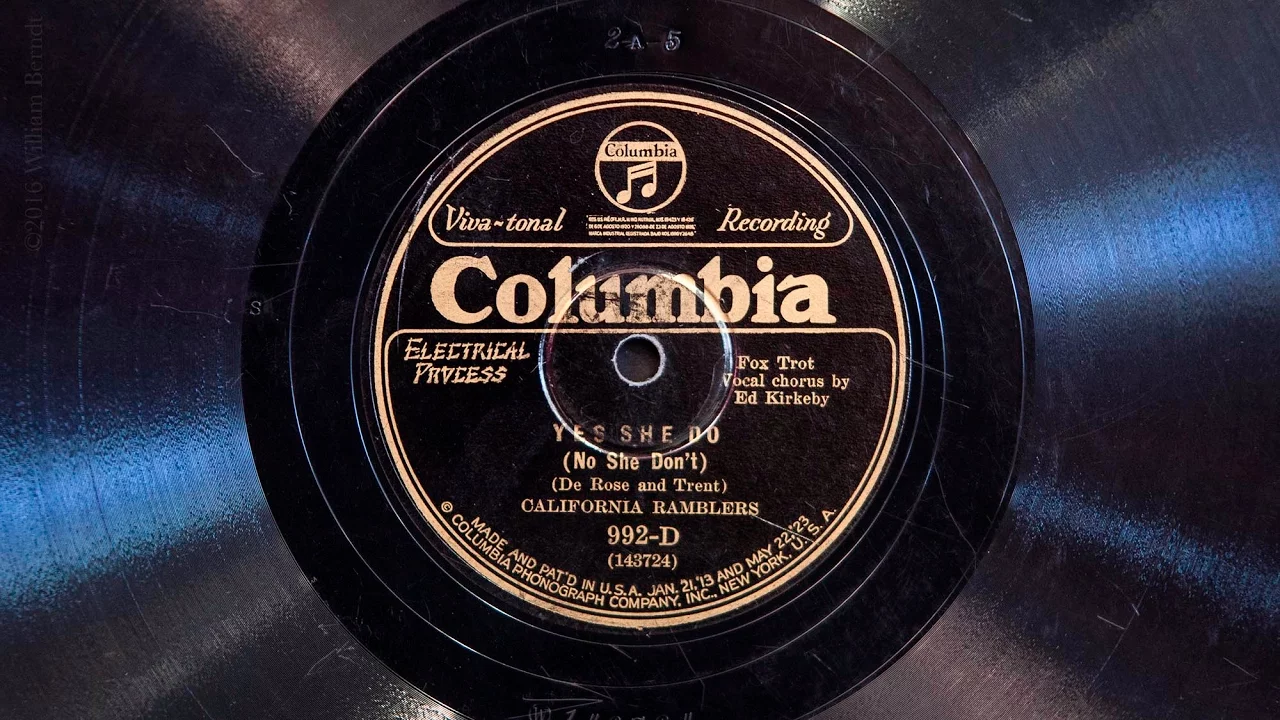 2-A-5
Columbia
Viva-tonal Recording
Columbia
ELECTRICAL
PROCESS
Fox Trot
Vocal chorus by
Ed Kirkeby
YES SHE DO
(No She Don't)
(De Rose and Trent)
CALIFORNIA RAMBLERS
992-D
(143724)
MADE AND PAT'D IN U.S.A. JAN. 21,'13 AND MAY 22,'23
© COLUMBIA PHONOGRAPH COMPANY, INC., NEW YORK, U.S.A.
S
©2016 William Berndt